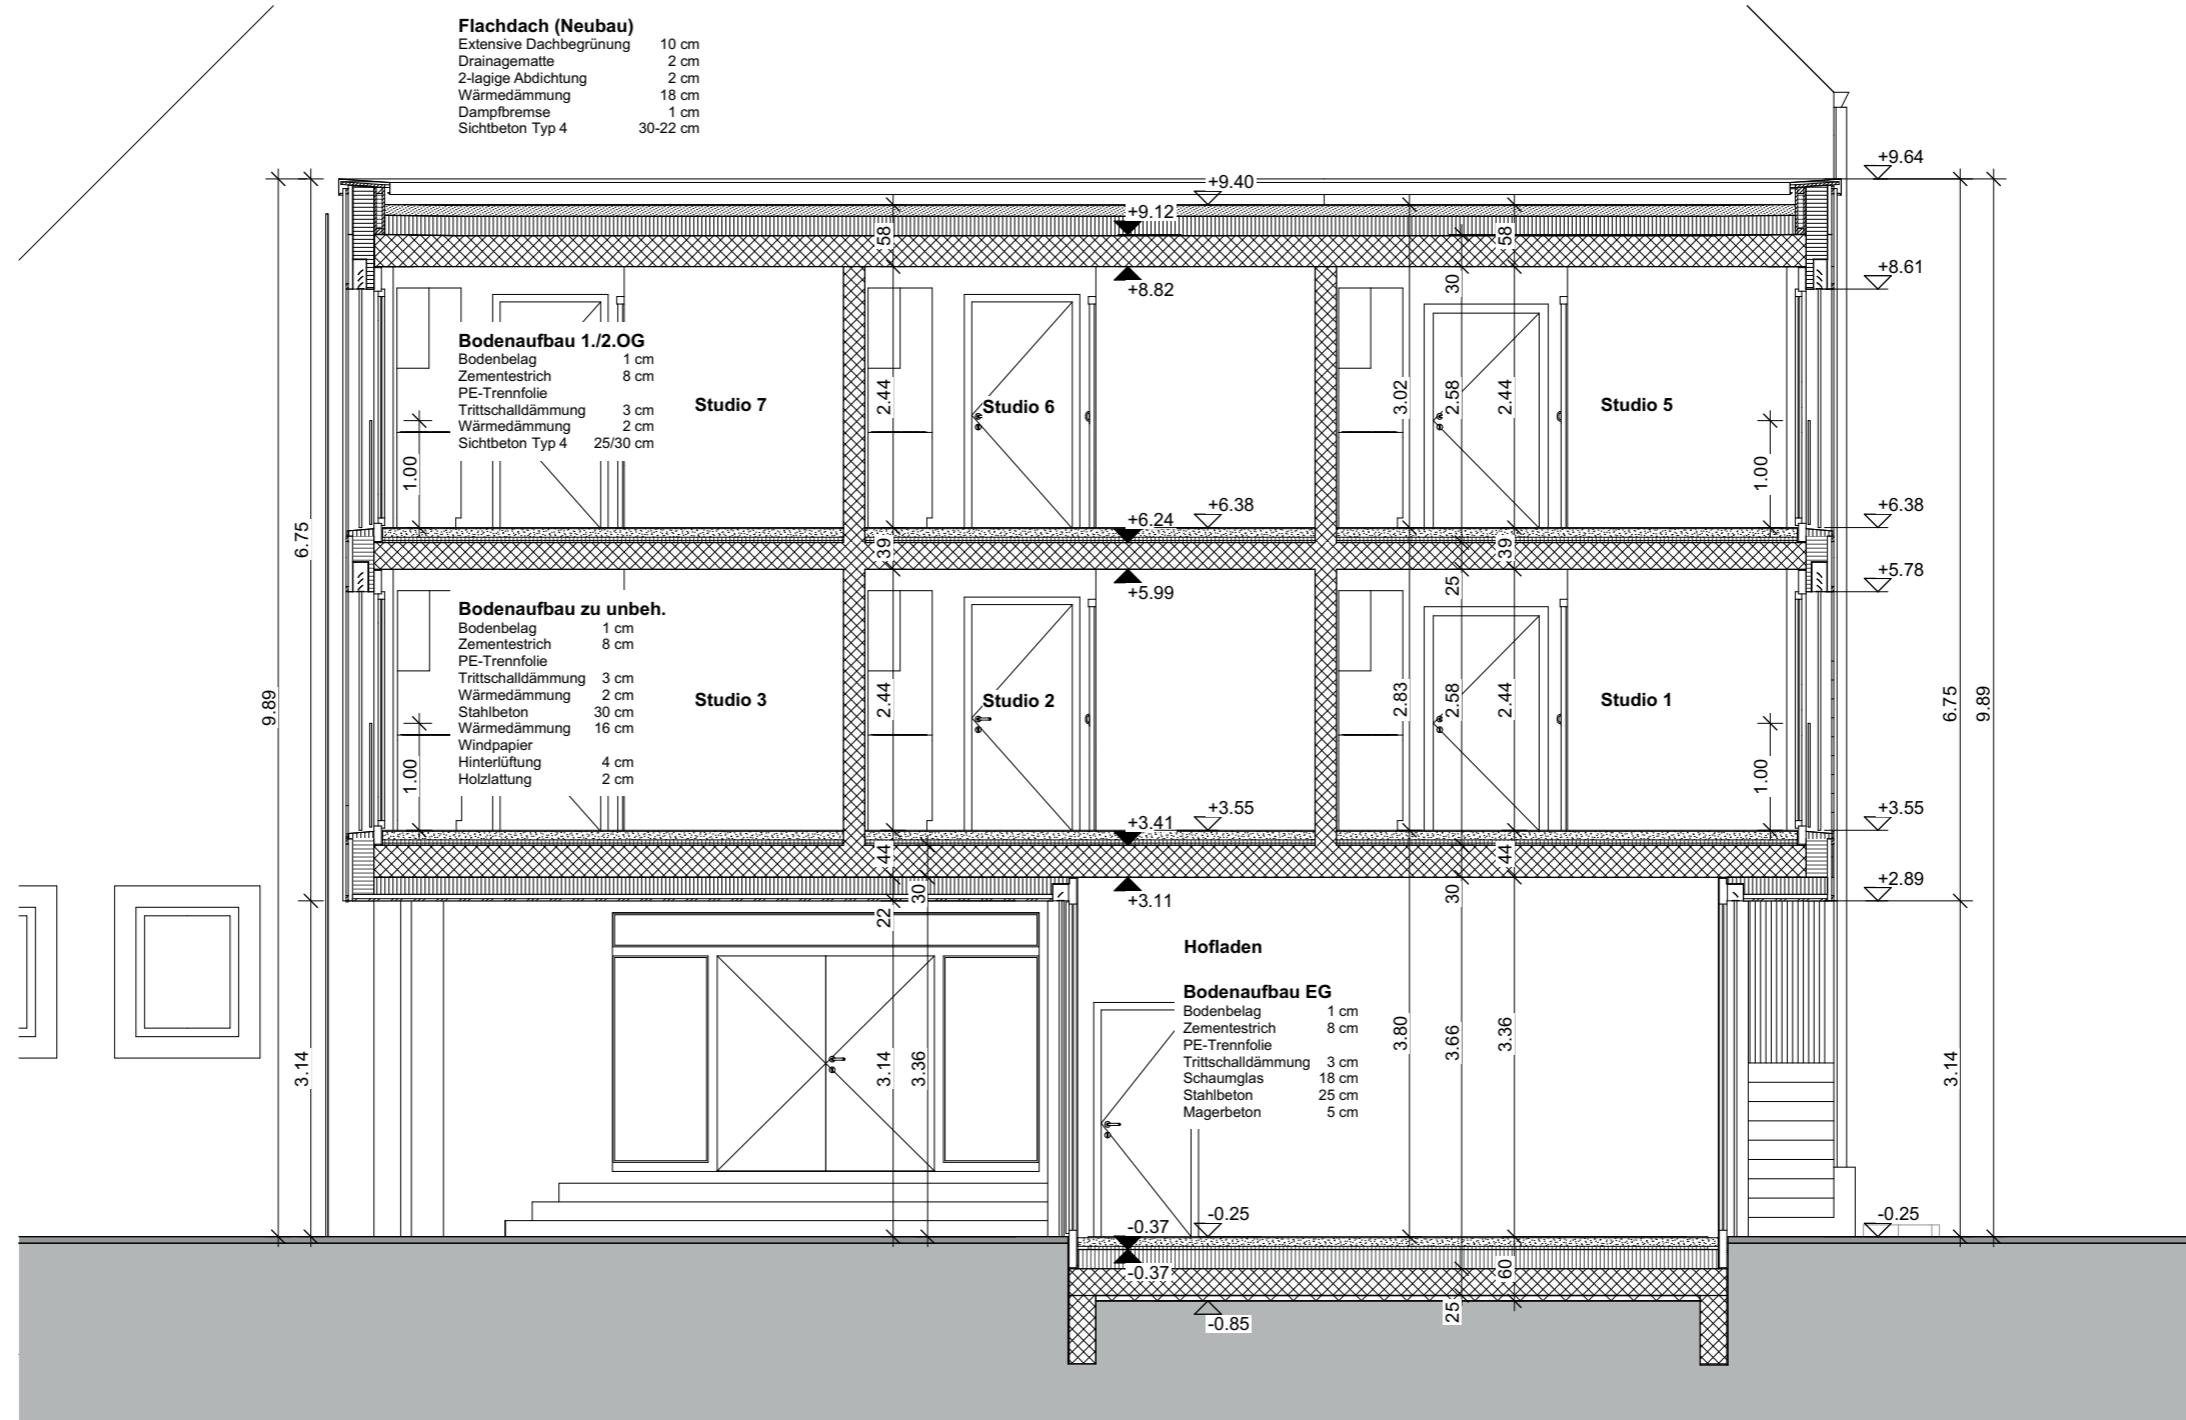 Flachdach (Neubau)
Extensive Dachbegrünung 10 cm
Drainagematte 2 cm
2-lagige Abdichtung 2 cm
Wärmedämmung 18 cm
Dampfbremse 1 cm
Sichtbeton Typ 4 30-22 cm
+9.64
+9.40
+9.12
58
58
+8.61
30
+8.82
Bodenaufbau 1./2.OG
Bodenbelag 1 cm
Zementestrich 8 cm
PE-Trennfolie
Trittschalldämmung 3 cm
Wärmedämmung 2 cm
Sichtbeton Typ 4 25/30 cm
Studio 7
2.44
Studio 6
3.02
2.58
2.44
Studio 5
1.00
1.00
6.75
+6.24
+6.38
+6.38
39
39
25
+5.99
+5.78
Bodenaufbau zu unbeh.
Bodenbelag 1 cm
Zementestrich 8 cm
PE-Trennfolie
Trittschalldämmung 3 cm
Wärmedämmung 2 cm
Stahlbeton 30 cm
Wärmedämmung 16 cm
Windpapier
Hinterlüftung 4 cm
Holzlattung 2 cm
9.89
Studio 3
2.44
Studio 2
2.83
2.58
2.44
Studio 1
6.75
9.89
1.00
1.00
+3.41
+3.55
+3.55
44
44
30
22
+3.11
30
+2.89
Hofladen
Bodenaufbau EG
Bodenbelag 1 cm
Zementestrich 8 cm
PE-Trennfolie
Trittschalldämmung 3 cm
Schaumglas 18 cm
Stahlbeton 25 cm
Magerbeton 5 cm
3.14
3.14
3.36
3.80
3.66
3.36
3.14
-0.37
-0.25
-0.25
-0.37
60
25
-0.85